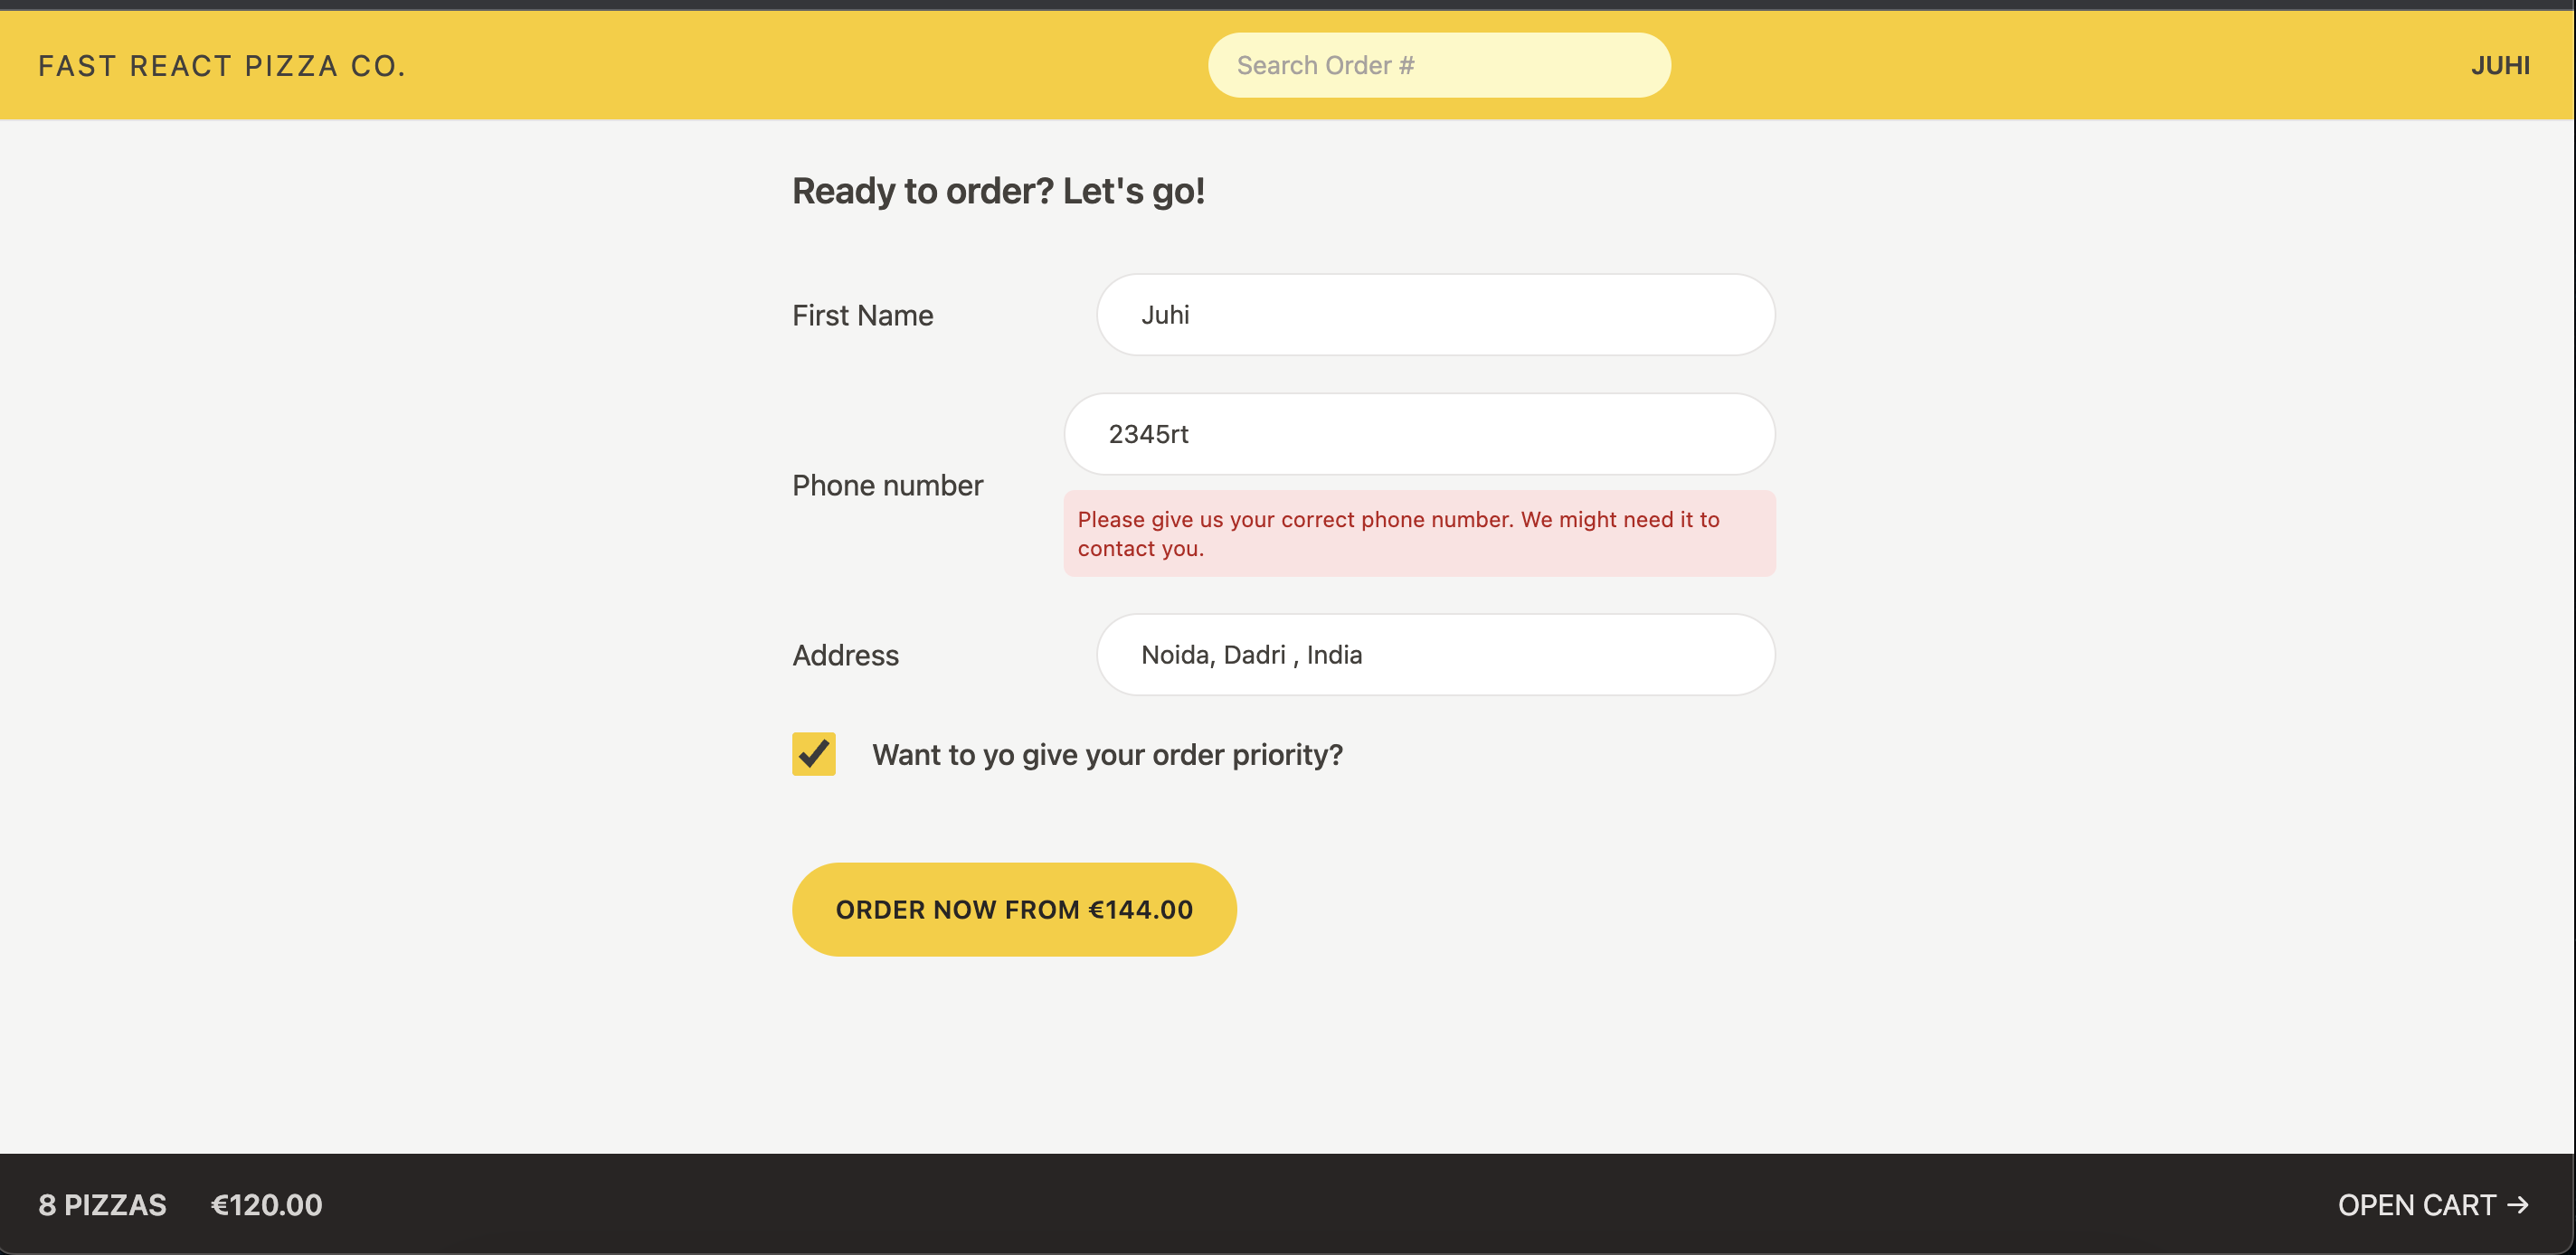 FAST REACT PIZZA CO.
Search Order #
JUHI
Ready to order? Let's go!
First Name
Juhi
Phone number
2345rt
Please give us your correct phone number. We might need it to
contact you.
Address
Noida, Dadri , India
Want to yo give your order priority?
ORDER NOW FROM €144.00
8 PIZZAS €120.00
OPEN CART →